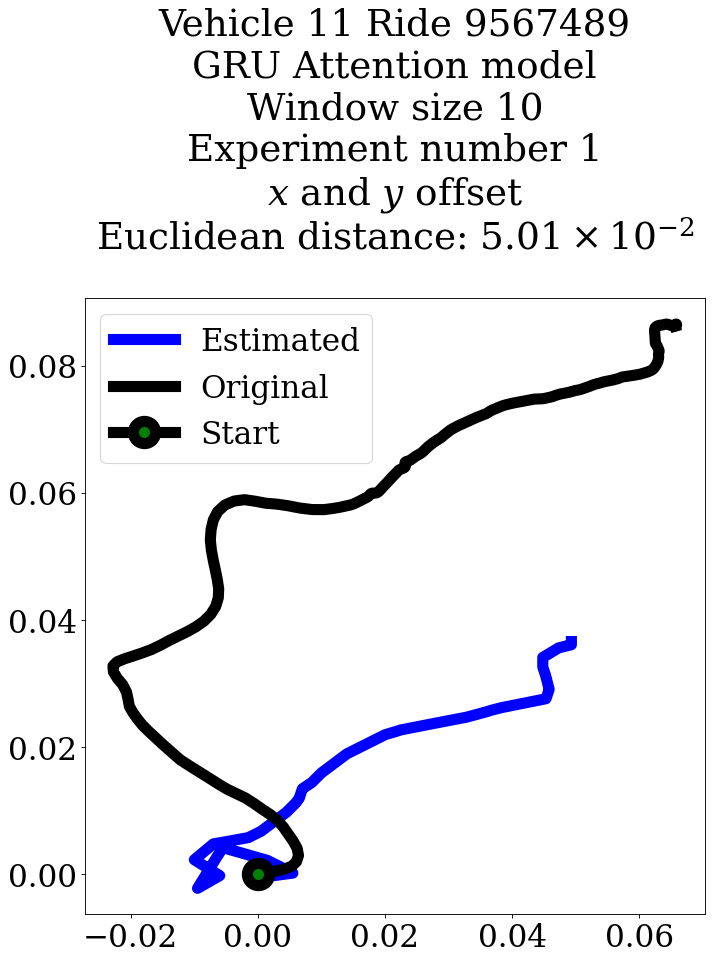 Vehicle 11 Ride 9567489
GRU Attention model
Window size 10
Experiment number 1
x and y offset
Euclidean distance: 5.01 × 10⁻²
Estimated
Original
Start
0.08
0.06
0.04
0.02
0.00
−0.02 0.00 0.02 0.04 0.06